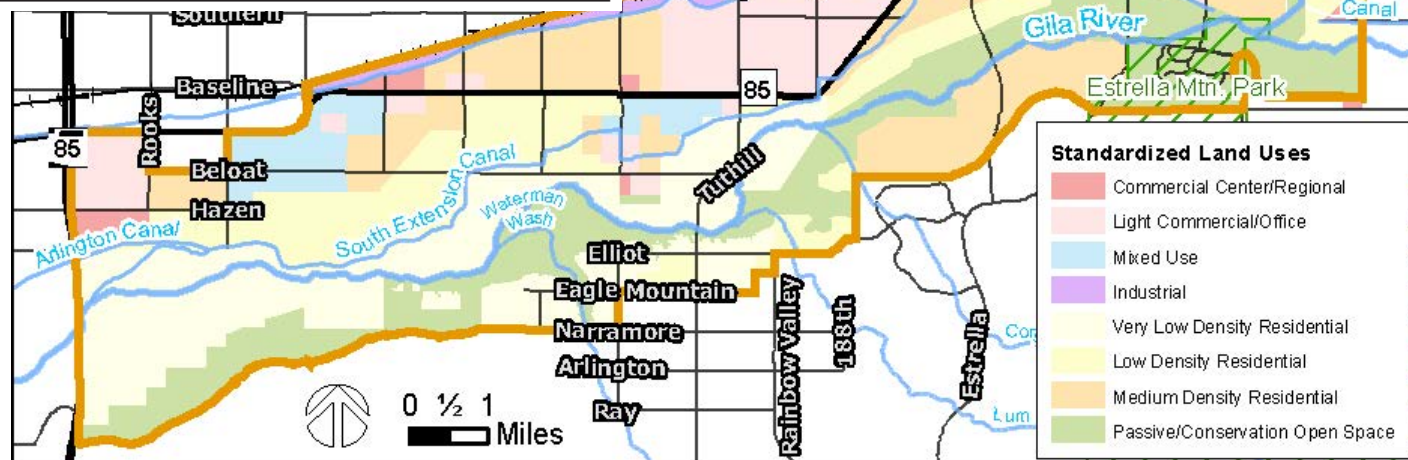 Southern
Canal
Gila River
Baseline
85
Estrella Mtn. Park
Rooks
85
Beloat
Hazen
Tuthill
South Extension Canal
Waterman
Wash
Arlington Canal
Elliot
Eagle Mountain
Narramore
Arlington
Ray
Rainbow Valley
188th
Estrella
0 ½ 1
Miles
Standardized Land Uses
Commercial Center/Regional
Light Commercial/Office
Mixed Use
Industrial
Very Low Density Residential
Low Density Residential
Medium Density Residential
Passive/Conservation Open Space